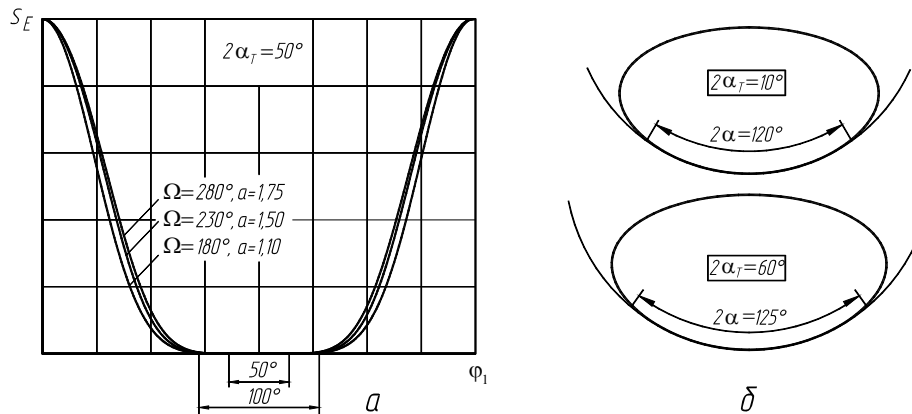 S_E
2α_T=50°
Ω=280°, a=1,75
Ω=230°, a=1,50
Ω=180°, a=1,10
50°
100°
φ₁
а
2α_T=10°
2α=120°
2α_T=60°
2α=125°
б